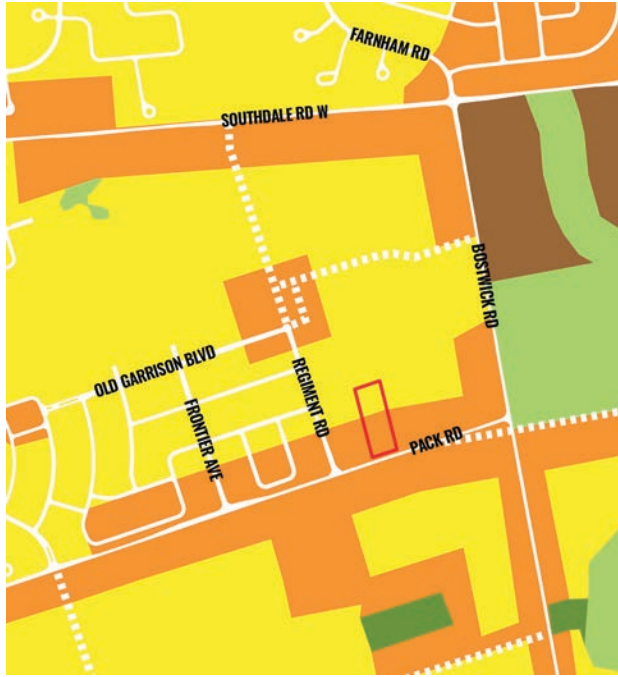 FARNHAM RD
SOUTHDALE RD W
BOSTWICK RD
OLD GARRISON BLVD
REGIMENT RD
FRONTIER AVE
PACK RD